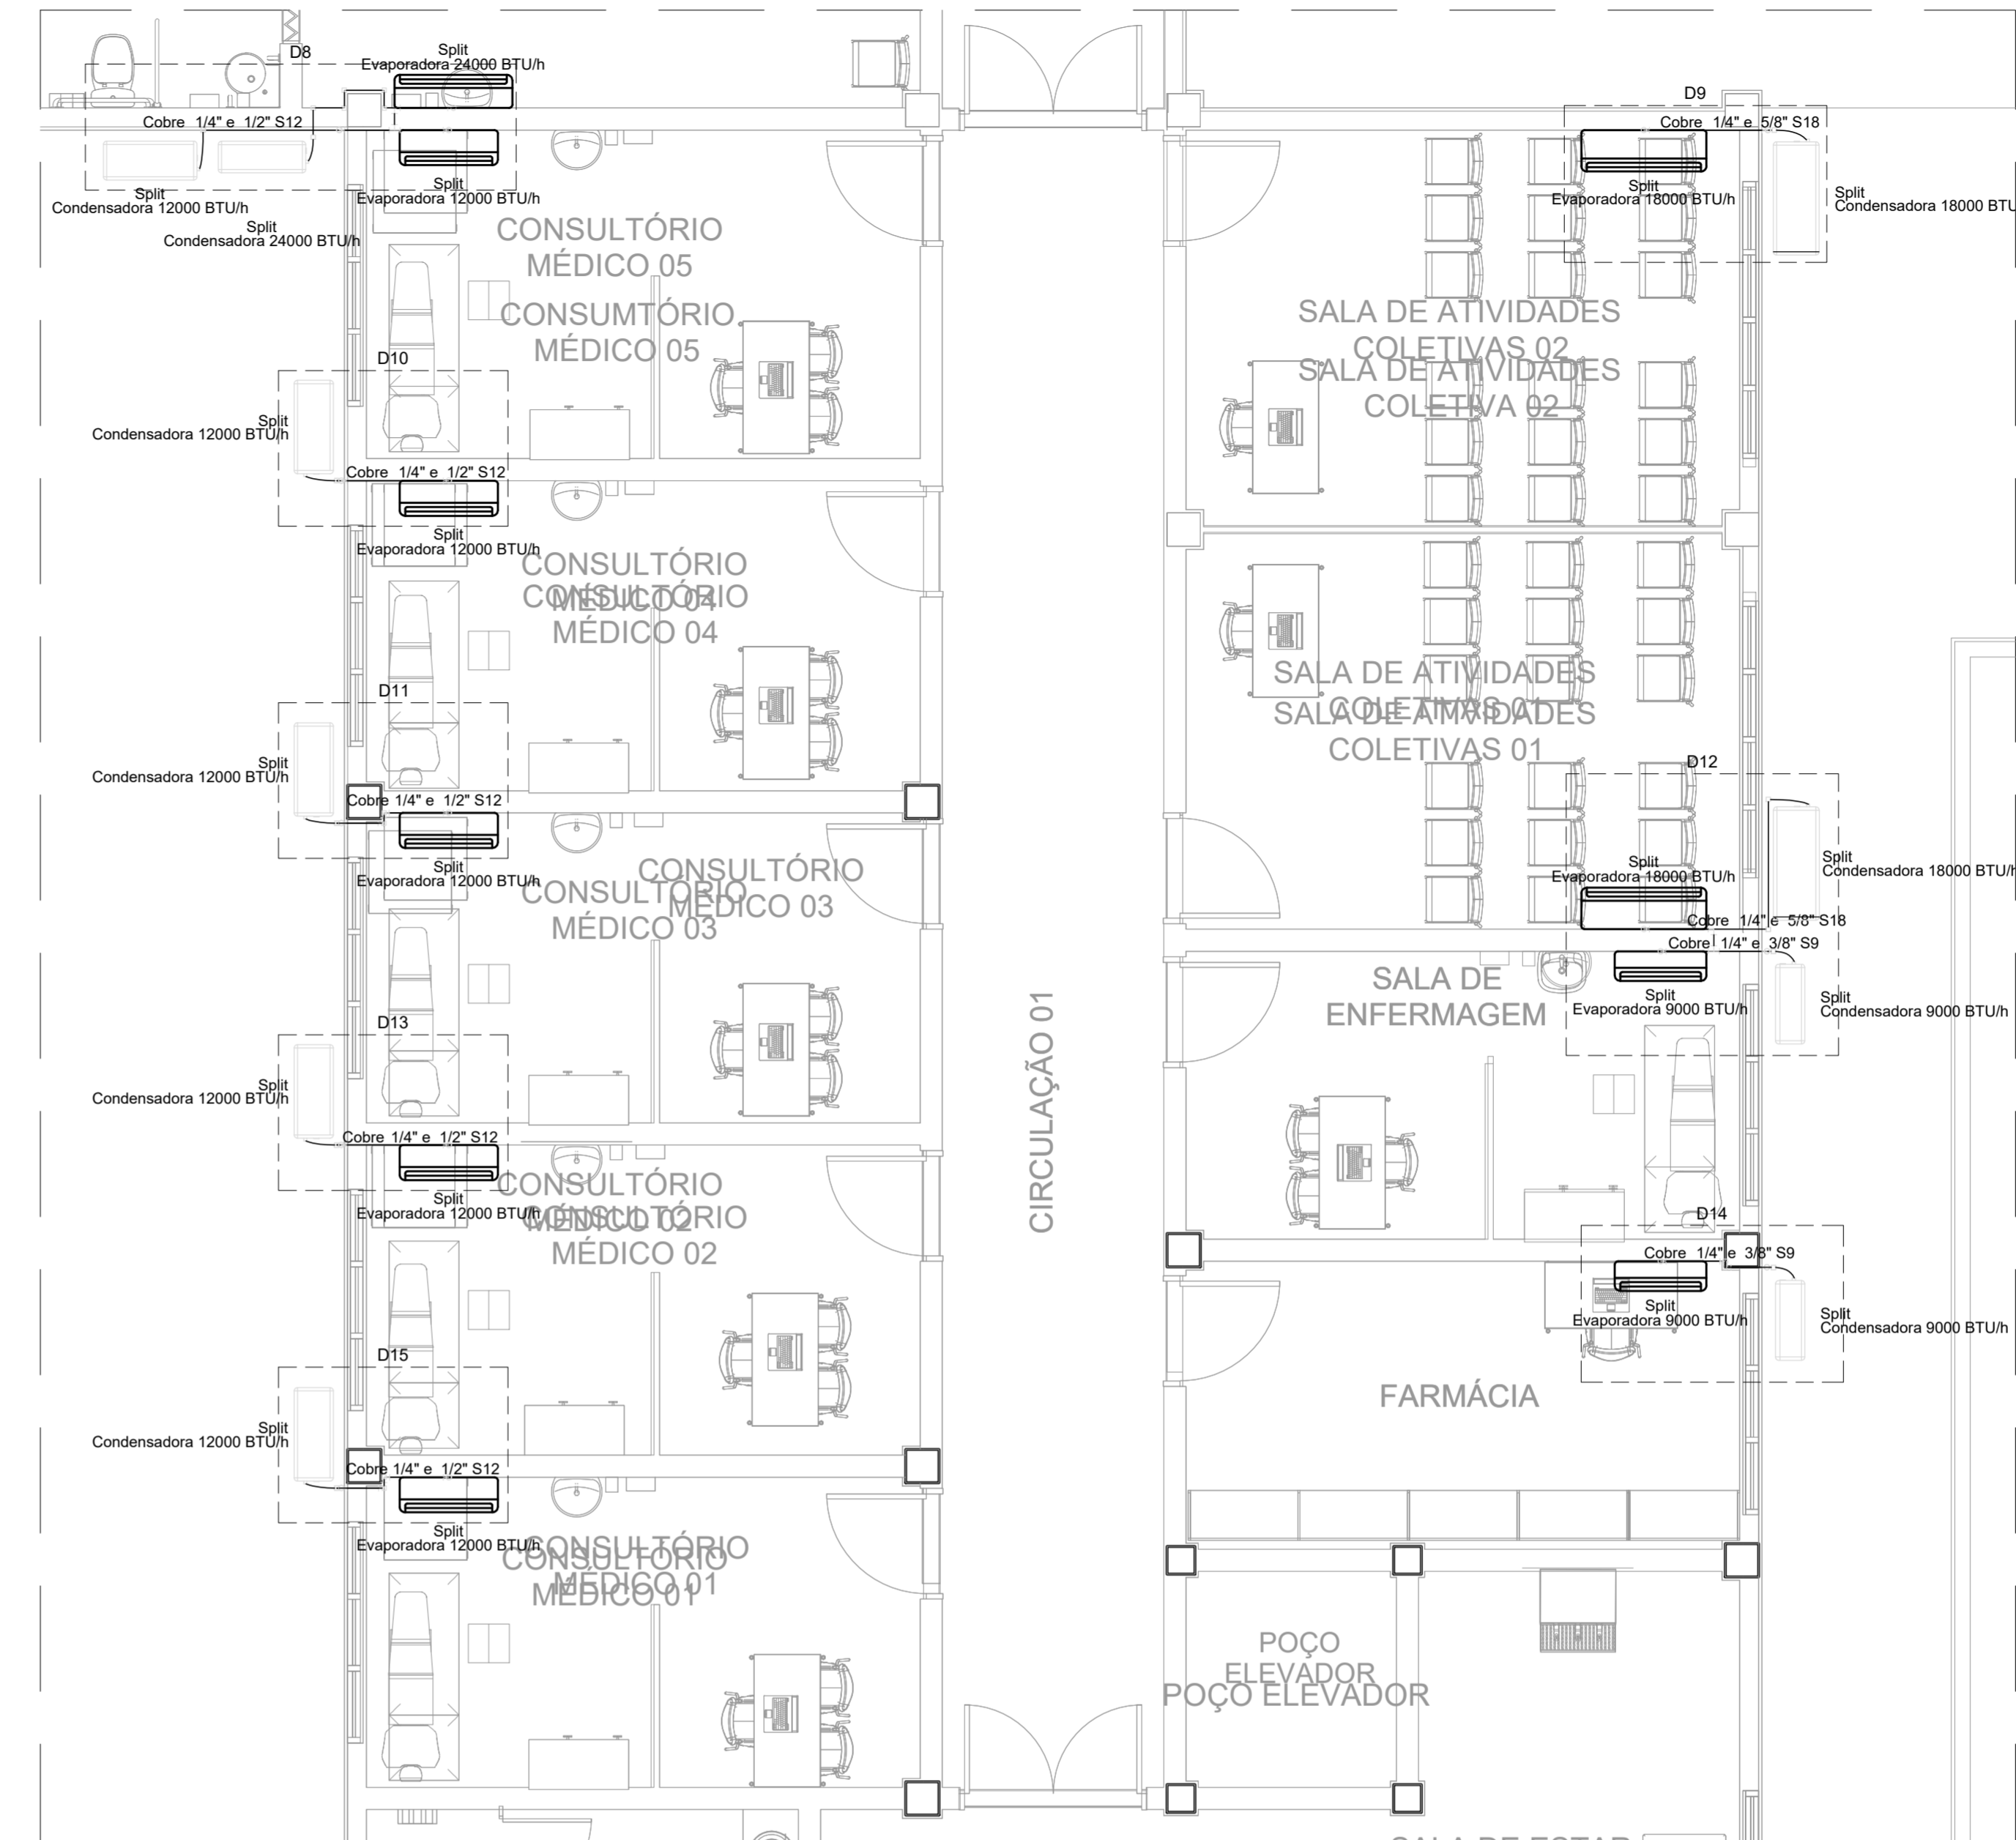 D8
Split
Evaporadora 24000 BTU/h
Cobre 1/4" e 1/2" S12
Split
Condensadora 12000 BTU/h
Split
Condensadora 24000 BTU/h
Split
Evaporadora 12000 BTU/h
CONSULTÓRIO
MÉDICO 05
CONSUMTÓRIO
MÉDICO 05
D9
Cobre 1/4" e 5/8" S18
Split
Evaporadora 18000 BTU/h
Split
Condensadora 18000 BTU
SALA DE ATIVIDADES
COLETIVAS 02
SALA DE ATIVIDADES
COLETIVA 02
D10
Split
Condensadora 12000 BTU/h
Cobre 1/4" e 1/2" S12
Split
Evaporadora 12000 BTU/h
CONSULTÓRIO
MÉDICO 04
CONSULTÓRIO
MÉDICO 04
D11
Split
Condensadora 12000 BTU/h
Cobre 1/4" e 1/2" S12
Split
Evaporadora 12000 BTU/h
CONSULTÓRIO
MÉDICO 03
CONSULTÓRIO
MÉDICO 03
SALA DE ATIVIDADES
COLETIVAS 01
SALA DE ATIVIDADES
COLETIVAS 01
D12
Split
Evaporadora 18000 BTU/h
Split
Condensadora 18000 BTU/h
Cobre 1/4" e 5/8" S18
Cobre 1/4" e 3/8" S9
Split
Evaporadora 9000 BTU/h
Split
Condensadora 9000 BTU/h
SALA DE
ENFERMAGEM
CIRCULAÇÃO 01
D13
Split
Condensadora 12000 BTU/h
Cobre 1/4" e 1/2" S12
Split
Evaporadora 12000 BTU/h
CONSULTÓRIO
MÉDICO 02
CONSULTÓRIO
MÉDICO 02
D14
Cobre 1/4" e 3/8" S9
Split
Evaporadora 9000 BTU/h
Split
Condensadora 9000 BTU/h
FARMÁCIA
D15
Split
Condensadora 12000 BTU/h
Cobre 1/4" e 1/2" S12
Split
Evaporadora 12000 BTU/h
CONSULTÓRIO
MÉDICO 01
CONSULTÓRIO
MÉDICO 01
POÇO
ELEVADOR
POÇO ELEVADOR
SALA DE ESTAR